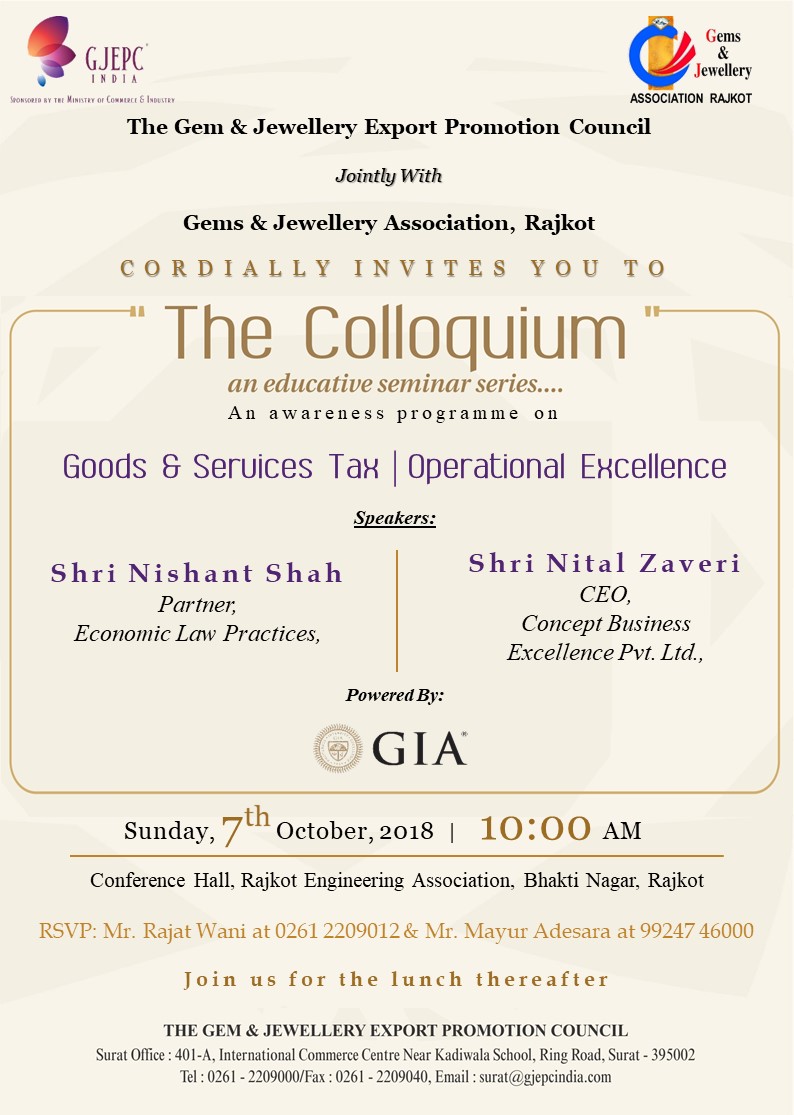 GJEPC®
INDIA
SPONSORED BY THE MINISTRY OF COMMERCE & INDUSTRY
Gems
&
Jewellery
ASSOCIATION RAJKOT
The Gem & Jewellery Export Promotion Council
Jointly With
Gems & Jewellery Association, Rajkot
CORDIALLY INVITES YOU TO
" The Colloquium "
an educative seminar series....
An awareness programme on
Goods & Services Tax | Operational Excellence
Speakers:
Shri Nishant Shah
Partner,
Economic Law Practices,
Shri Nital Zaveri
CEO,
Concept Business
Excellence Pvt. Ltd.,
Powered By:
GIA®
Sunday, 7th October, 2018 | 10:00 AM
Conference Hall, Rajkot Engineering Association, Bhakti Nagar, Rajkot
RSVP: Mr. Rajat Wani at 0261 2209012 & Mr. Mayur Adesara at 99247 46000
Join us for the lunch thereafter
THE GEM & JEWELLERY EXPORT PROMOTION COUNCIL
Surat Office : 401-A, International Commerce Centre Near Kadiwala School, Ring Road, Surat - 395002
Tel : 0261 - 2209000/Fax : 0261 - 2209040, Email : surat@gjepcindia.com